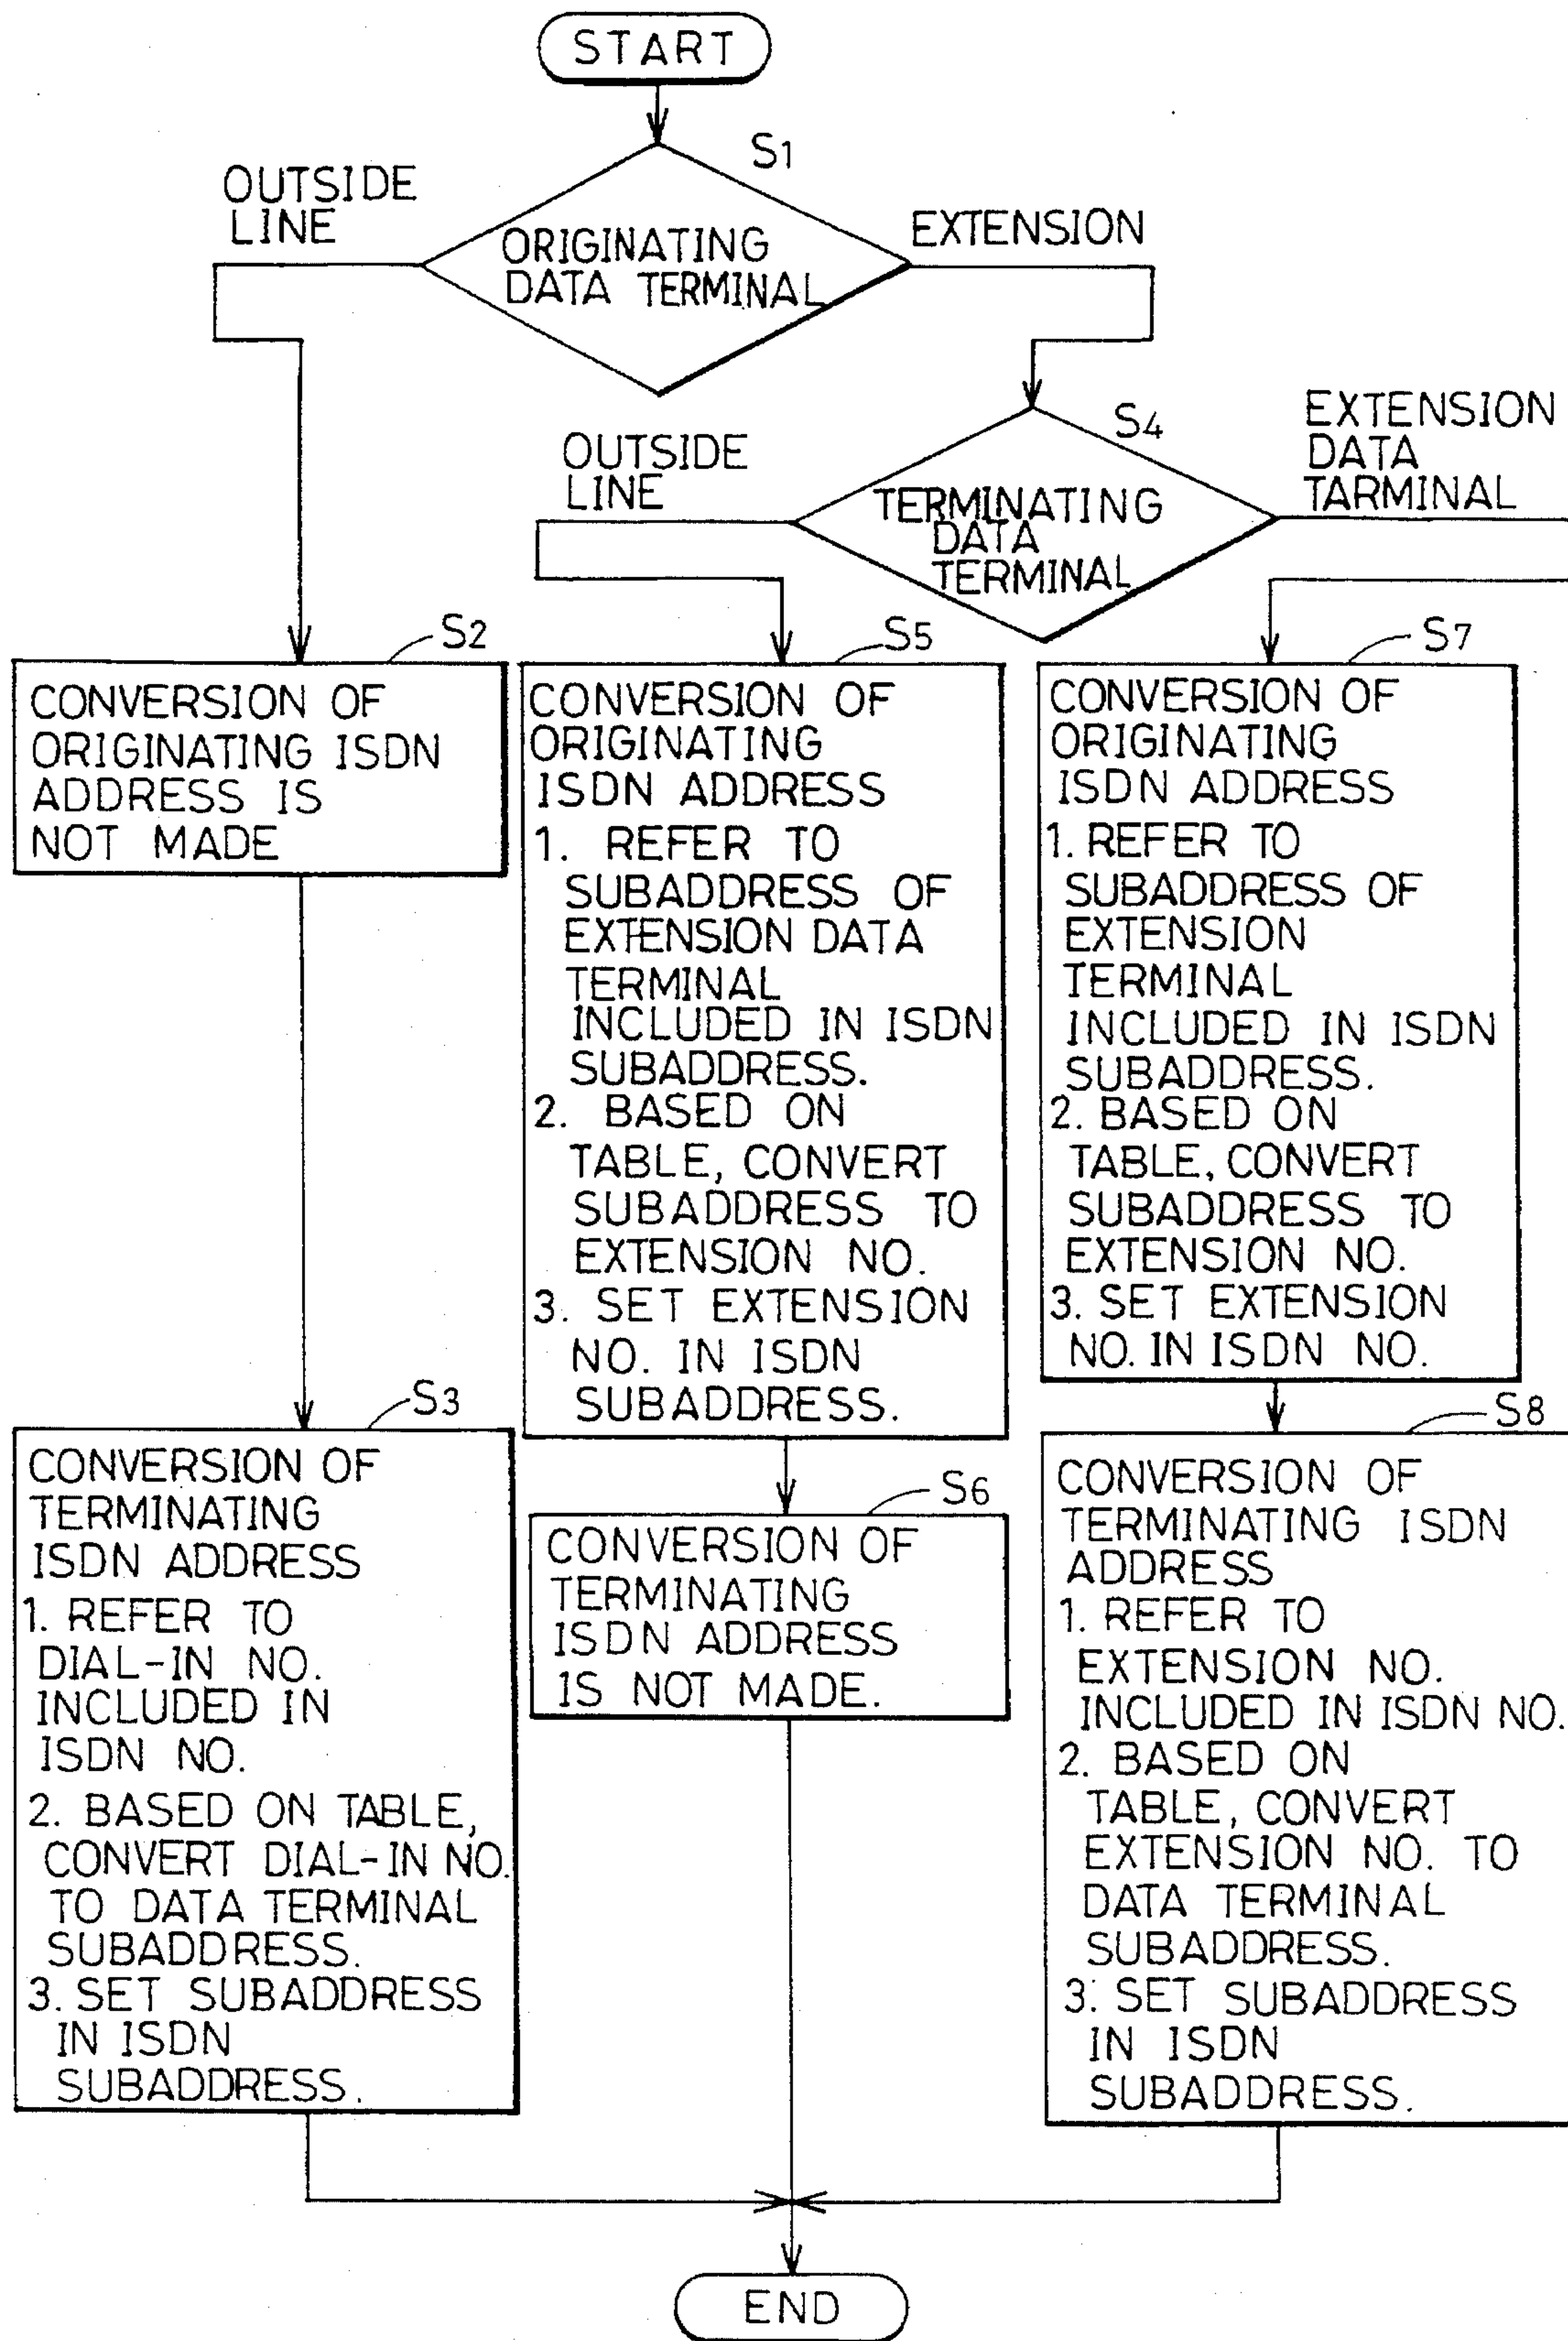 START
S1
OUTSIDE
LINE
ORIGINATING
DATA TERMINAL
EXTENSION
S4
OUTSIDE
LINE
TERMINATING
DATA
TERMINAL
EXTENSION
DATA
TARMINAL
S2
CONVERSION OF
ORIGINATING ISDN
ADDRESS IS
NOT MADE
S3
CONVERSION OF
TERMINATING
ISDN ADDRESS
1. REFER TO
DIAL-IN NO.
INCLUDED IN
ISDN NO.
2. BASED ON TABLE,
CONVERT DIAL-IN NO.
TO DATA TERMINAL
SUBADDRESS.
3. SET SUBADDRESS
IN ISDN
SUBADDRESS.
S5
CONVERSION OF
ORIGINATING
ISDN ADDRESS
1. REFER TO
SUBADDRESS OF
EXTENSION DATA
TERMINAL
INCLUDED IN ISDN
SUBADDRESS.
2. BASED ON
TABLE, CONVERT
SUBADDRESS TO
EXTENSION NO.
3. SET EXTENSION
NO. IN ISDN
SUBADDRESS.
S6
CONVERSION OF
TERMINATING
ISDN ADDRESS
IS NOT MADE.
S7
CONVERSION OF
ORIGINATING
ISDN ADDRESS
1. REFER TO
SUBADDRESS OF
EXTENSION
TERMINAL
INCLUDED IN ISDN
SUBADDRESS.
2. BASED ON
TABLE, CONVERT
SUBADDRESS TO
EXTENSION NO.
3. SET EXTENSION
NO. IN ISDN NO.
S8
CONVERSION OF
TERMINATING ISDN
ADDRESS
1. REFER TO
EXTENSION NO.
INCLUDED IN ISDN NO.
2. BASED ON
TABLE, CONVERT
EXTENSION NO. TO
DATA TERMINAL
SUBADDRESS.
3. SET SUBADDRESS
IN ISDN
SUBADDRESS.
END